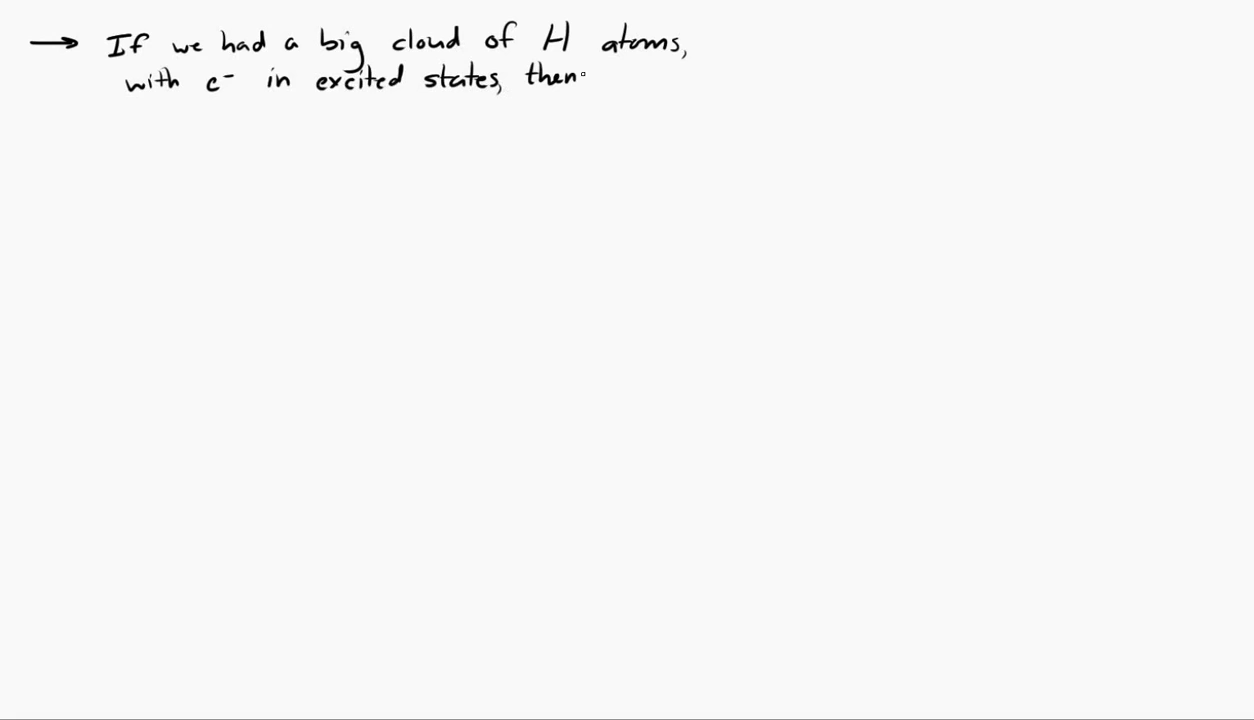 → If we had a big cloud of H atoms,
with e⁻ in excited states, then